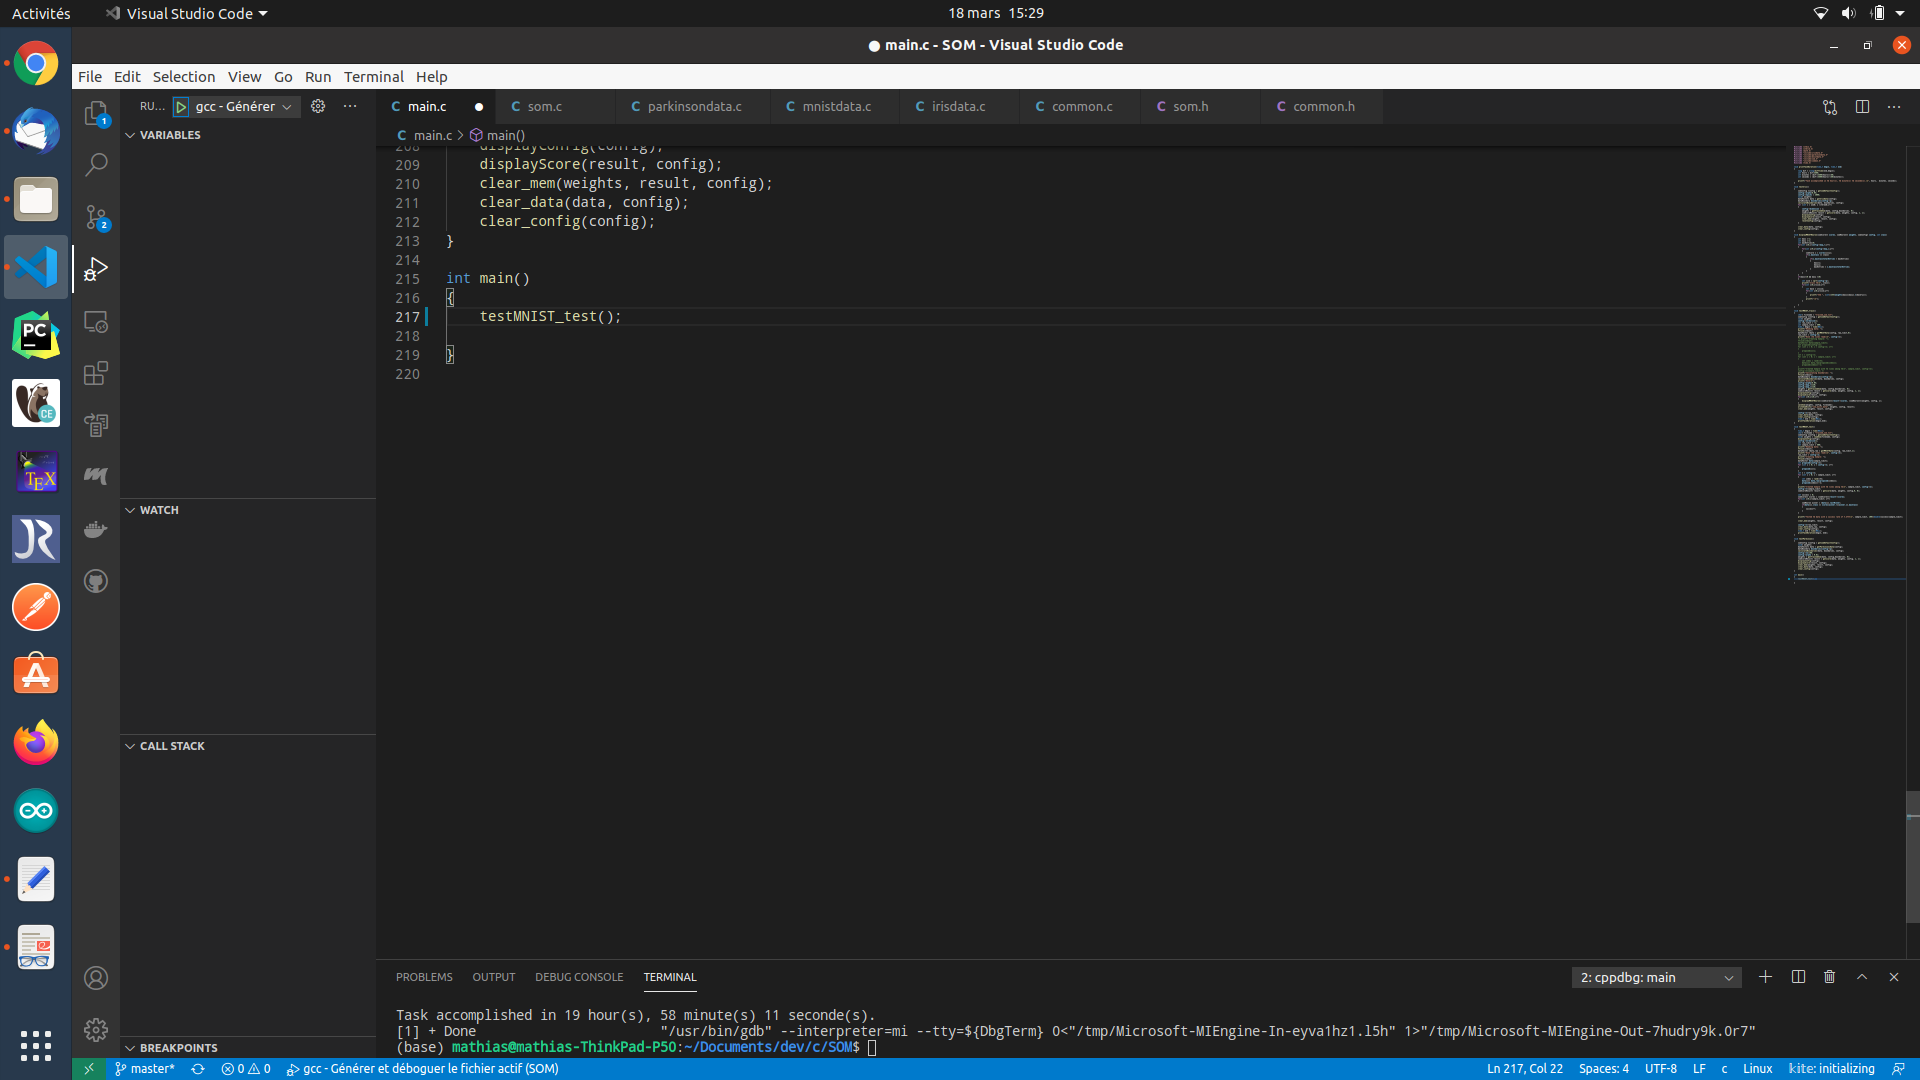 Activités
Visual Studio Code
18 mars 15:29
● main.c - SOM - Visual Studio Code
File Edit Selection View Go Run Terminal Help
RU... gcc - Générer
main.c
som.c
parkinsondata.c
mnistdata.c
irisdata.c
common.c
som.h
common.h
main.c > main()
VARIABLES
WATCH
CALL STACK
BREAKPOINTS
208 displayConfig(config);
209 displayScore(result, config);
210 clear_mem(weights, result, config);
211 clear_data(data, config);
212 clear_config(config);
213 }
214
215 int main()
216 {
217 testMNIST_test();
218
219 }
220
PROBLEMS OUTPUT DEBUG CONSOLE TERMINAL
2: cppdbg: main
Task accomplished in 19 hour(s), 58 minute(s) 11 seconde(s).
[1] + Done "/usr/bin/gdb" --interpreter=mi --tty=${DbgTerm} 0<"/tmp/Microsoft-MIEngine-In-eyva1hz1.l5h" 1>"/tmp/Microsoft-MIEngine-Out-7hudry9k.0r7"
(base) mathias@mathias-ThinkPad-P50:~/Documents/dev/c/SOM$
master* 0 0 gcc - Générer et déboguer le fichier actif (SOM)
Ln 217, Col 22 Spaces: 4 UTF-8 LF c Linux kite: initializing
1
2
PC
CE
TEX
JR